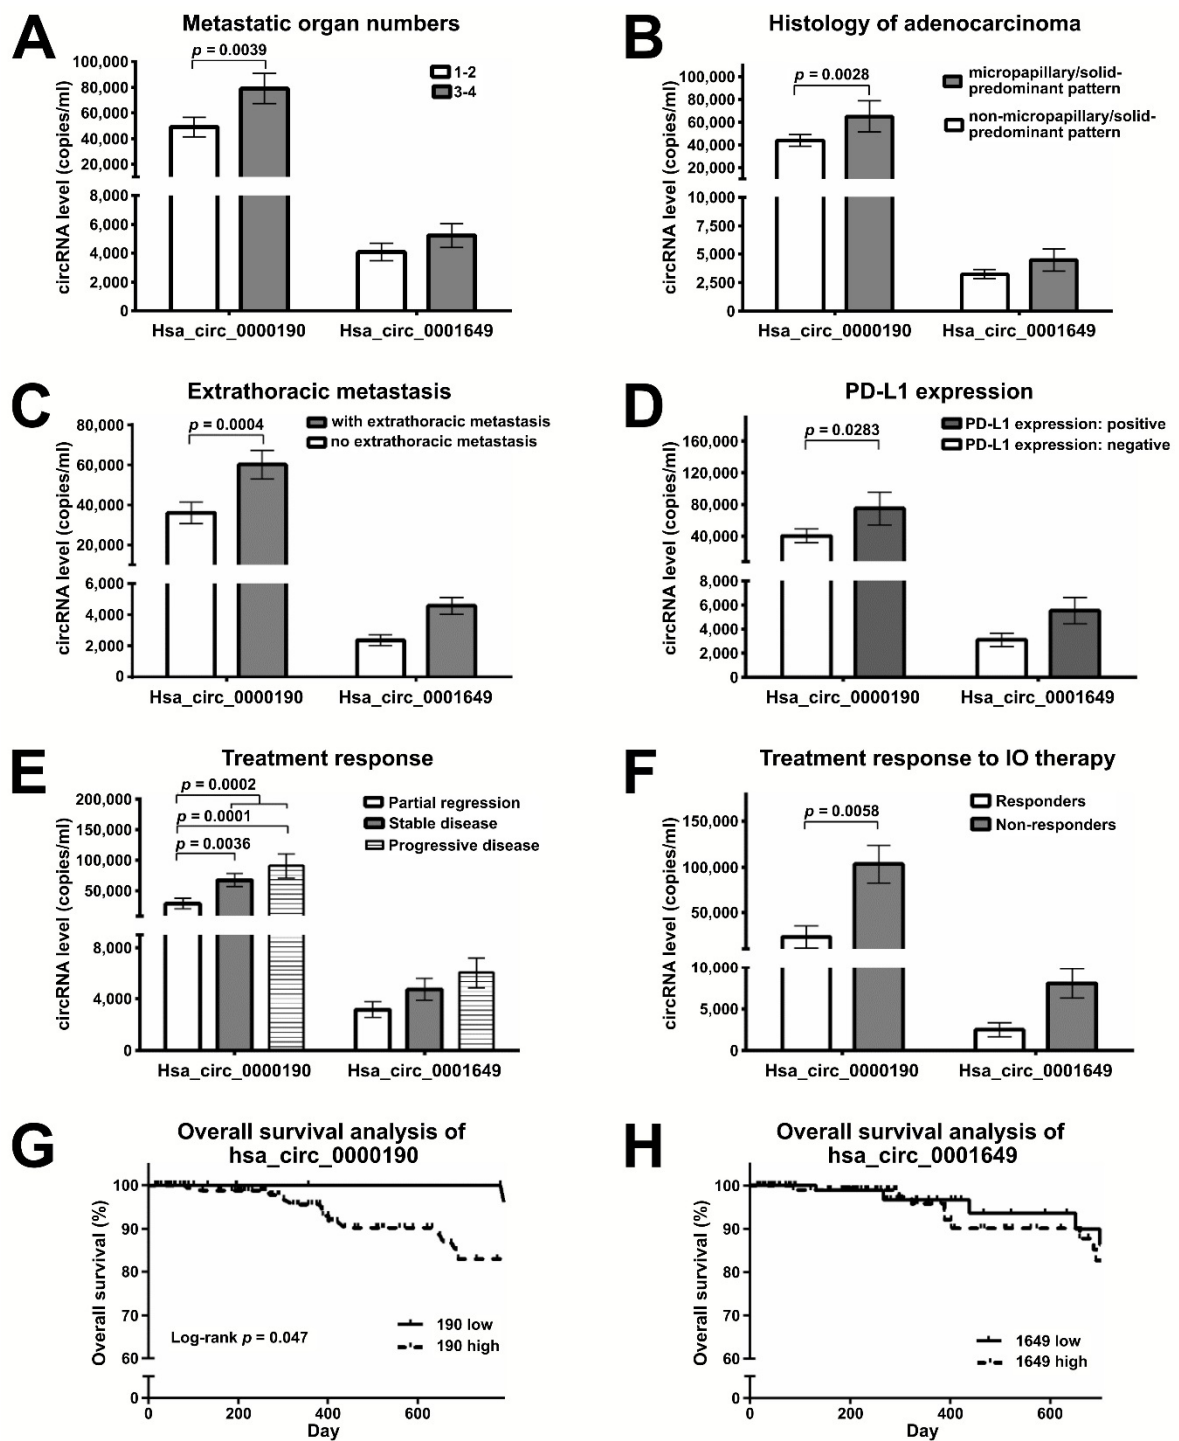 A
Metastatic organ numbers
p = 0.0039
1-2
3-4
circRNA level (copies/ml)
100,000
80,000
60,000
40,000
20,000
8,000
6,000
4,000
2,000
0
Hsa_circ_0000190
Hsa_circ_0001649
B
Histology of adenocarcinoma
p = 0.0028
micropapillary/solid-
predominant pattern
non-micropapillary/solid-
predominant pattern
circRNA level (copies/ml)
100,000
80,000
60,000
40,000
20,000
10,000
5,000
2,500
0
Hsa_circ_0000190
Hsa_circ_0001649
C
Extrathoracic metastasis
p = 0.0004
with extrathoracic metastasis
no extrathoracic metastasis
circRNA level (copies/ml)
80,000
60,000
40,000
20,000
6,000
4,000
2,000
0
Hsa_circ_0000190
Hsa_circ_0001649
D
PD-L1 expression
p = 0.0283
PD-L1 expression: positive
PD-L1 expression: negative
circRNA level (copies/ml)
160,000
120,000
80,000
40,000
8,000
6,000
4,000
2,000
0
Hsa_circ_0000190
Hsa_circ_0001649
E
Treatment response
p = 0.0002
p = 0.0001
p = 0.0036
Partial regression
Stable disease
Progressive disease
circRNA level (copies/ml)
200,000
150,000
100,000
50,000
8,000
4,000
0
Hsa_circ_0000190
Hsa_circ_0001649
F
Treatment response to IO therapy
p = 0.0058
Responders
Non-responders
circRNA level (copies/ml)
150,000
100,000
50,000
10,000
5,000
0
Hsa_circ_0000190
Hsa_circ_0001649
G
Overall survival analysis of
hsa_circ_0000190
Overall survival (%)
100
90
80
70
60
0
Log-rank p = 0.047
190 low
190 high
0
200
400
600
Day
H
Overall survival analysis of
hsa_circ_0001649
Overall survival (%)
100
90
80
70
60
0
1649 low
1649 high
0
200
400
600
Day